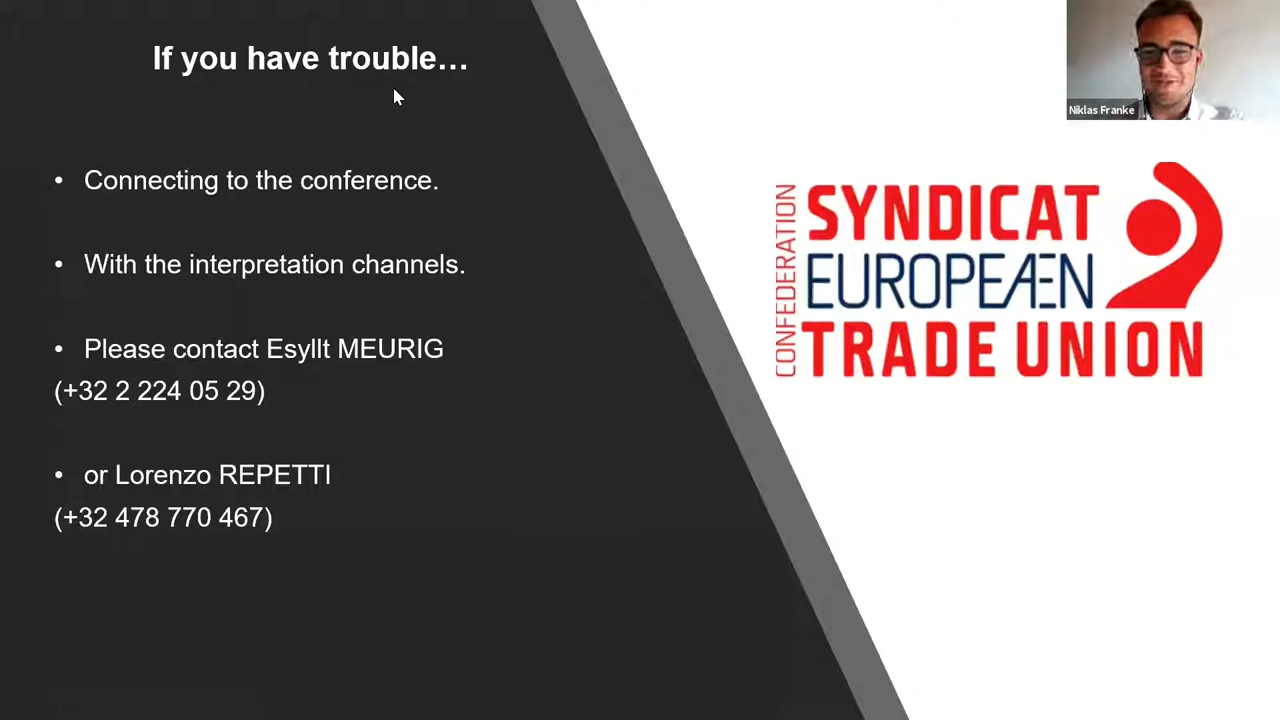 If you have trouble…
• Connecting to the conference.
• With the interpretation channels.
• Please contact Esyllt MEURIG
(+32 2 224 05 29)
• or Lorenzo REPETTI
(+32 478 770 467)
Niklas Franke
CONFEDERATION
SYNDICAT
EUROPEÆN
TRADE UNION